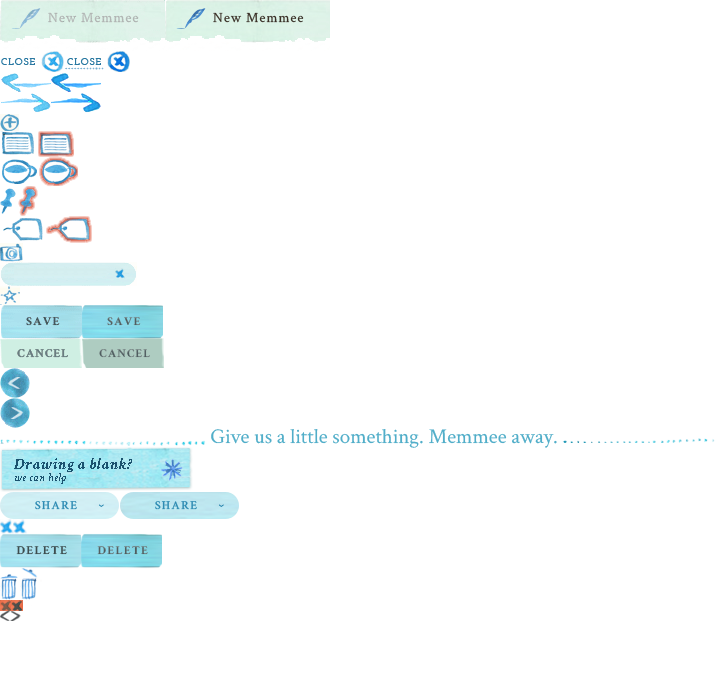 New Memmee New Memmee
CLOSE CLOSE
SAVE SAVE
CANCEL CANCEL
Give us a little something. Memmee away.
Drawing a blank?
we can help
SHARE SHARE
DELETE DELETE